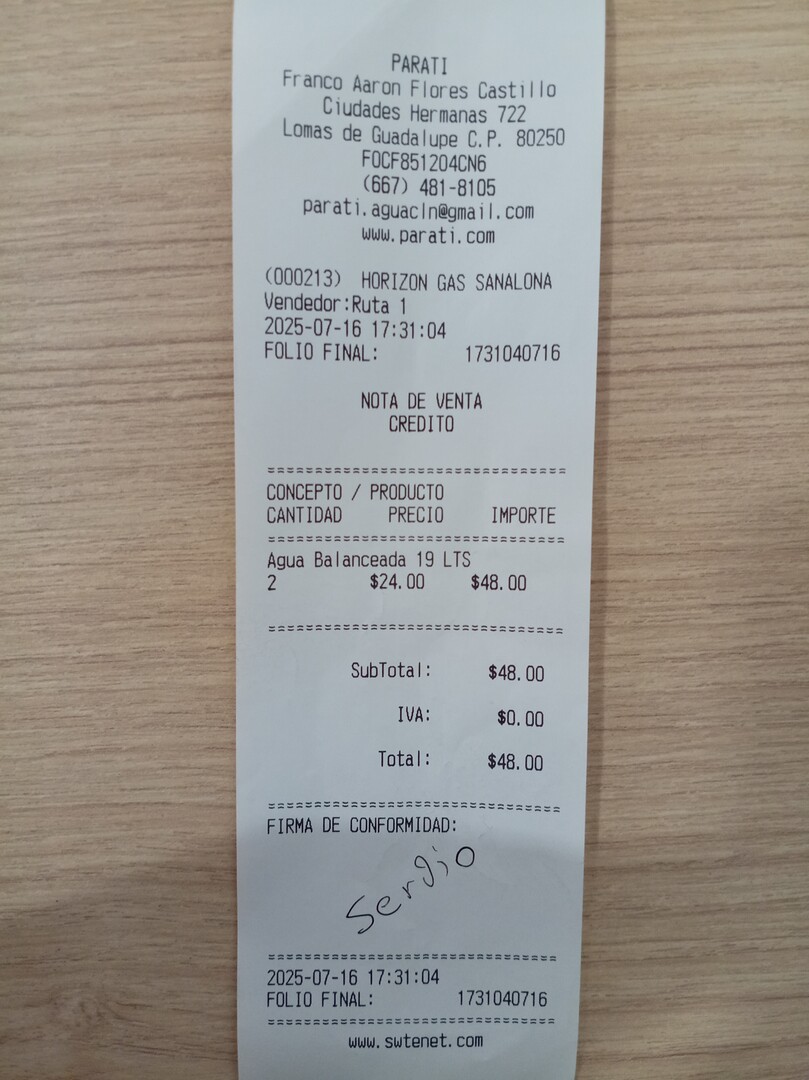 PARATI
Franco Aaron Flores Castillo
Ciudades Hermanas 722
Lomas de Guadalupe C.P. 80250
FOCF851204CN6
(667) 481-8105
parati.aguacln@gmail.com
www.parati.com
(000213) HORIZON GAS SANALONA
Vendedor:Ruta 1
2025-07-16 17:31:04
FOLIO FINAL: 1731040716
NOTA DE VENTA
CREDITO
================================
CONCEPTO / PRODUCTO
CANTIDAD PRECIO IMPORTE
================================
Agua Balanceada 19 LTS
2 $24.00 $48.00
================================
SubTotal: $48.00
IVA: $0.00
Total: $48.00
================================
FIRMA DE CONFORMIDAD:
Sergio
================================
2025-07-16 17:31:04
FOLIO FINAL: 1731040716
================================
www.swtenet.com